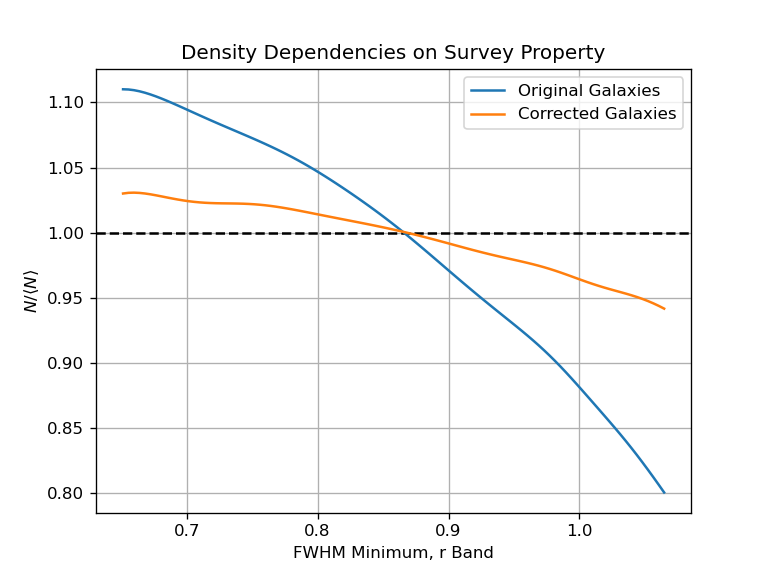 Density Dependencies on Survey Property
Original Galaxies
Corrected Galaxies
N/⟨N⟩
1.10
1.05
1.00
0.95
0.90
0.85
0.80
0.7
0.8
0.9
1.0
FWHM Minimum, r Band